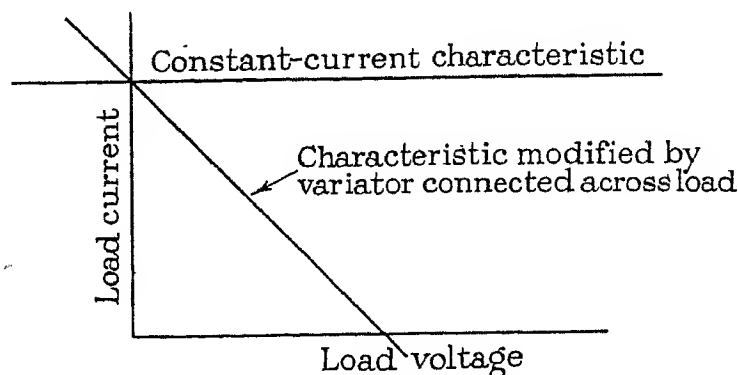 Constant-current characteristic
Load current
Characteristic modified by
variator connected across load
Load voltage